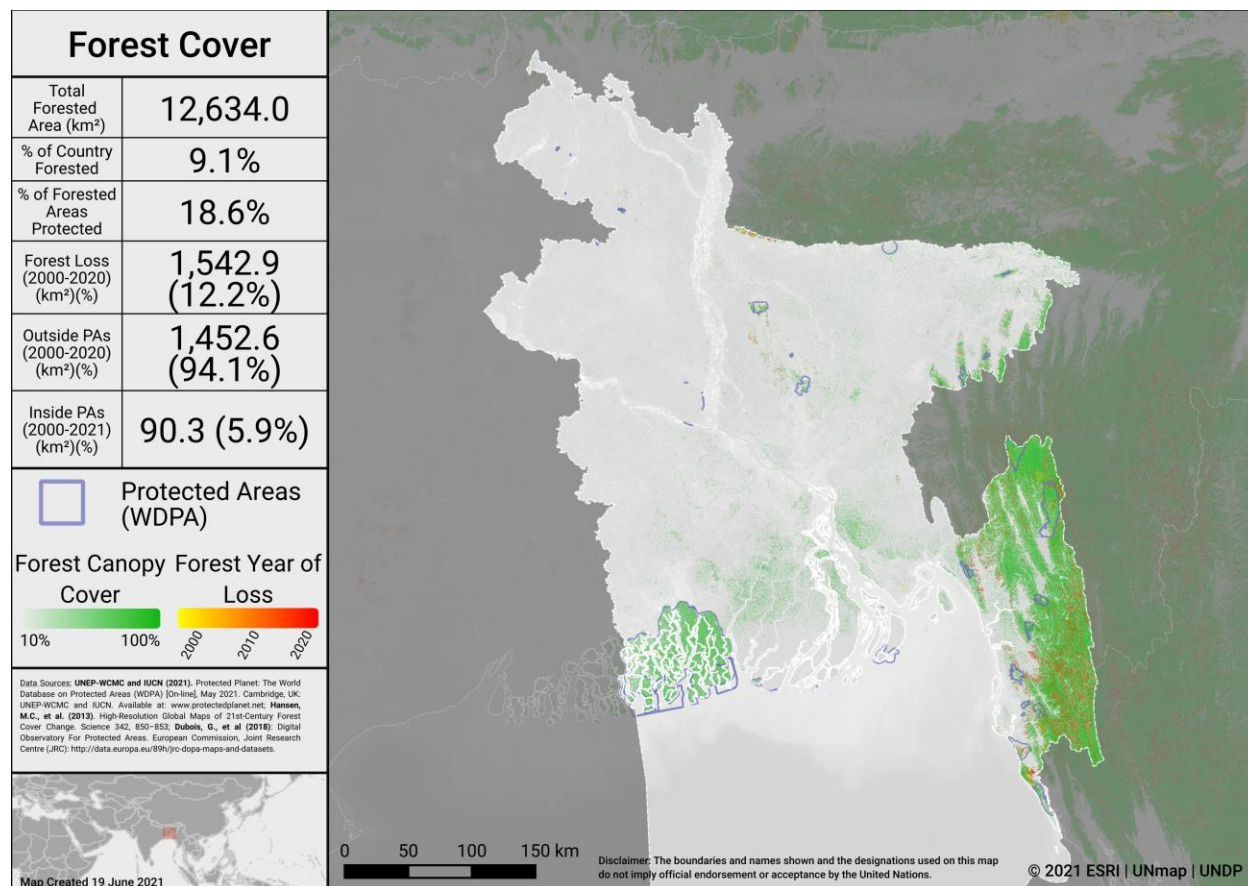 Forest Cover
Total
Forested
Area (km²)
12,634.0
% of Country
Forested
9.1%
% of Forested
Areas
Protected
18.6%
Forest Loss
(2000-2020)
(km²)(%)
1,542.9
(12.2%)
Outside PAs
(2000-2020)
(km²)(%)
1,452.6
(94.1%)
Inside PAs
(2000-2021)
(km²)(%)
90.3 (5.9%)
Protected Areas
(WDPA)
Forest Canopy
Cover
10%
100%
Forest Year of
Loss
2000
2010
2020
Data Sources: UNEP-WCMC and IUCN (2021). Protected Planet: The World
Database on Protected Areas (WDPA) [On-line], May 2021. Cambridge, UK:
UNEP-WCMC and IUCN. Available at: www.protectedplanet.net; Hansen,
M.C., et al. (2013). High-Resolution Global Maps of 21st-Century Forest
Cover Change. Science 342, 850–853; Dubois, G., et al (2018): Digital
Observatory For Protected Areas. European Commission, Joint Research
Centre (JRC): http://data.europa.eu/89h/jrc-dopa-maps-and-datasets.
Map Created 19 June 2021
0 50 100 150 km
Disclaimer: The boundaries and names shown and the designations used on this map
do not imply official endorsement or acceptance by the United Nations.
© 2021 ESRI | UNmap | UNDP